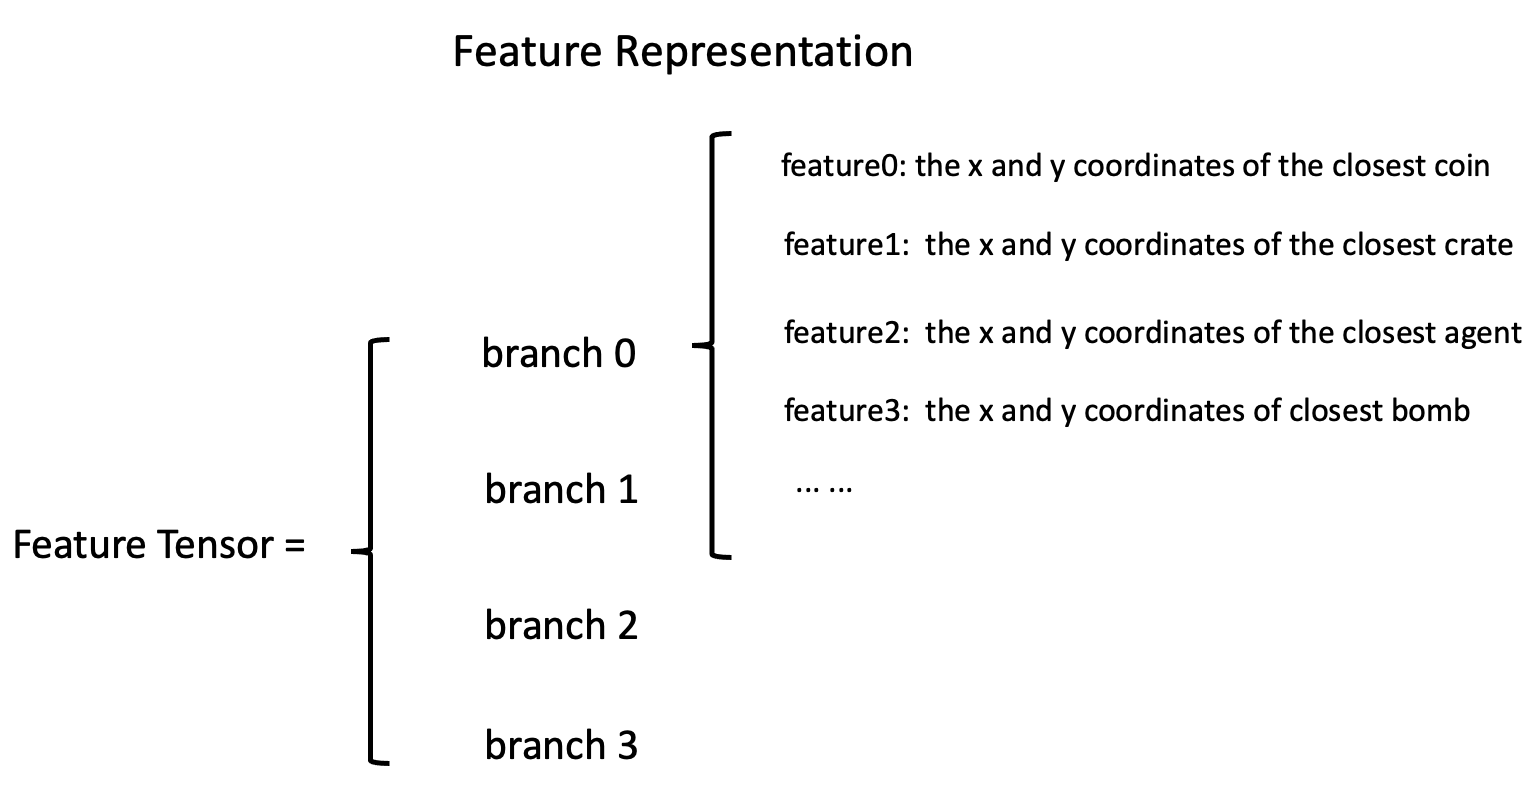 Feature Representation
feature0: the x and y coordinates of the closest coin
feature1: the x and y coordinates of the closest crate
feature2: the x and y coordinates of the closest agent
branch 0
feature3: the x and y coordinates of closest bomb
... ...
branch 1
Feature Tensor =
branch 2
branch 3